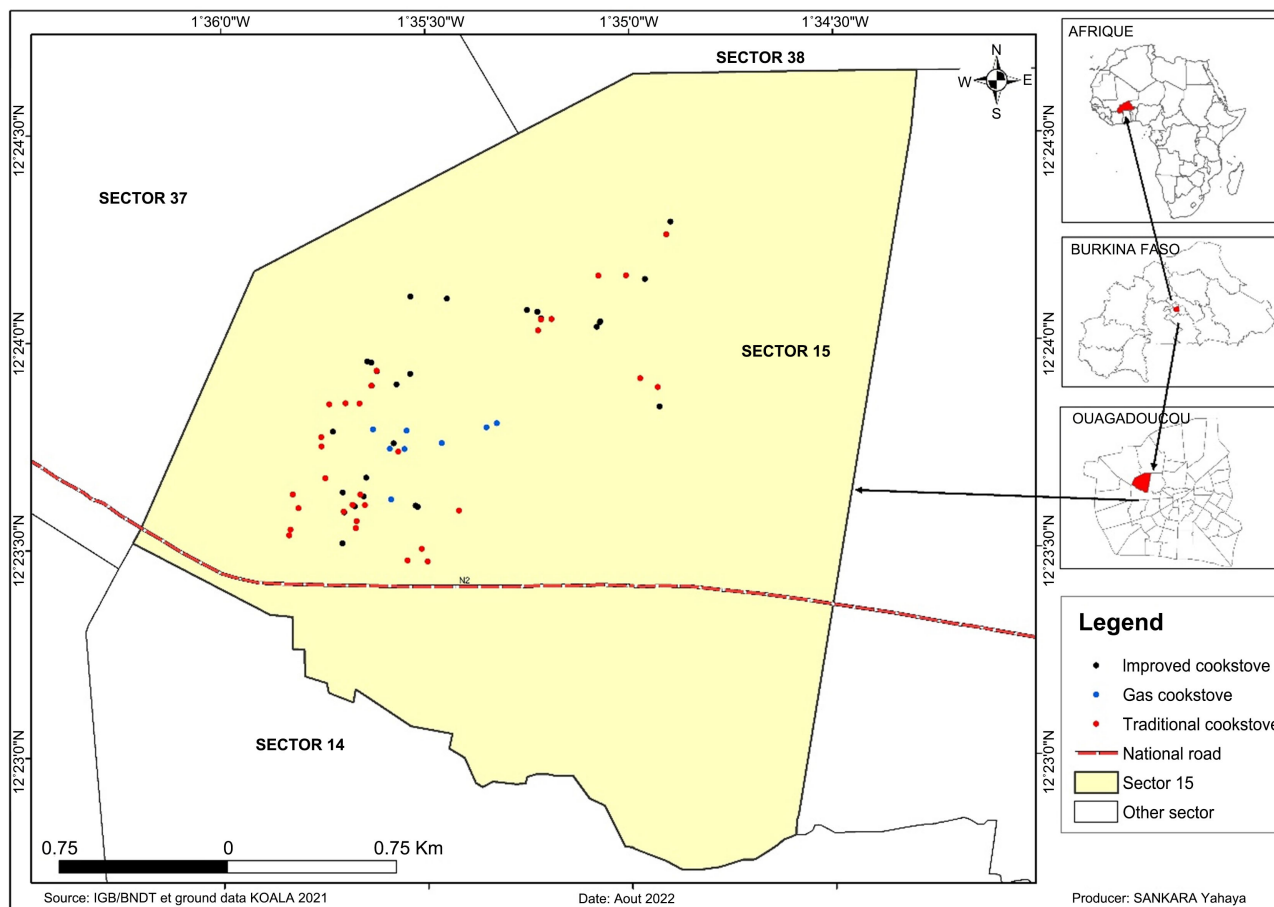 1°36'0"W
1°35'30"W
1°35'0"W
1°34'30"W
SECTOR 38
N
W
E
S
AFRIQUE
12°24'30"N
12°24'30"N
SECTOR 37
BURKINA FASO
12°24'0"N
12°24'0"N
SECTOR 15
OUAGADOUCOU
12°23'30"N
12°23'30"N
N2
Legend
Improved cookstove
Gas cookstove
Traditional cookstove
National road
Sector 15
Other sector
SECTOR 14
12°23'0"N
12°23'0"N
0.75
0
0.75 Km
Source: IGB/BNDT et ground data KOALA 2021
Date: Aout 2022
Producer: SANKARA Yahaya